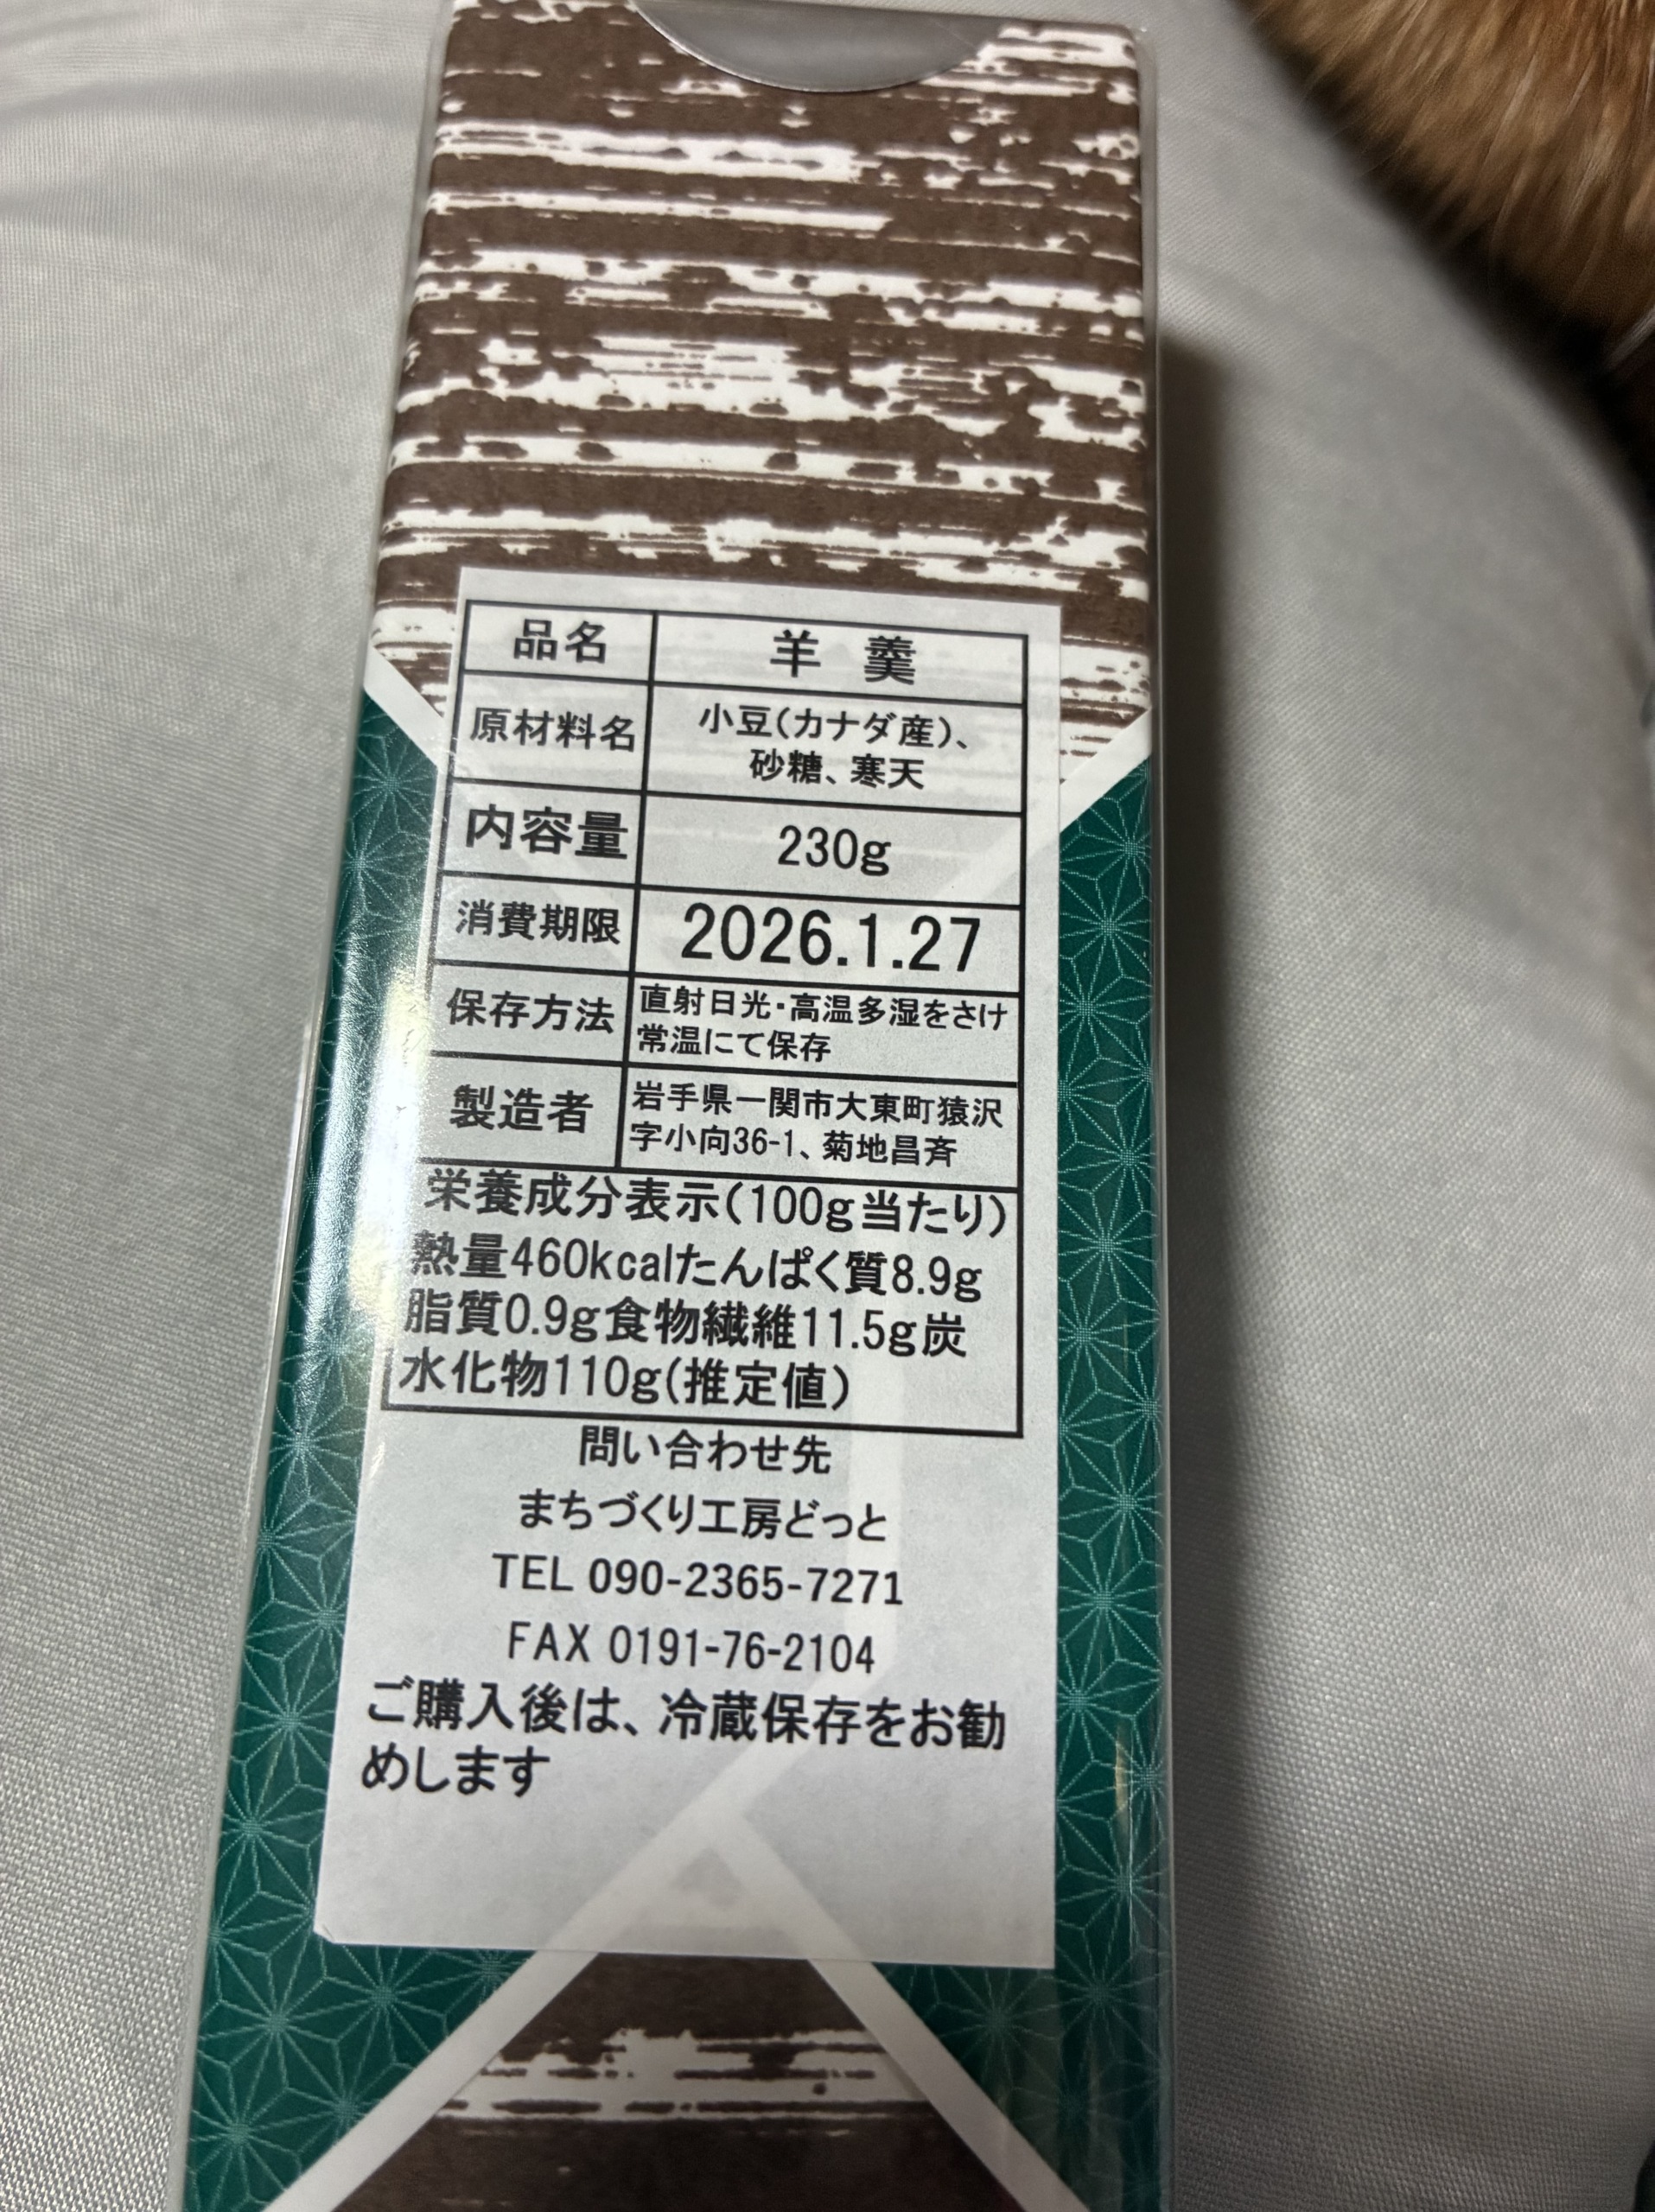 品名 羊羹
原材料名 小豆(カナダ産)、
砂糖、寒天
内容量 230g
消費期限 2026.1.27
保存方法 直射日光・高温多湿をさけ
常温にて保存
製造者 岩手県一関市大東町猿沢
字小向36-1、菊地昌斉
栄養成分表示(100g当たり)
熱量460kcalたんぱく質8.9g
脂質0.9g食物繊維11.5g炭
水化物110g(推定値)
問い合わせ先
まちづくり工房どっと
TEL 090-2365-7271
FAX 0191-76-2104
ご購入後は、冷蔵保存をお勧
めします